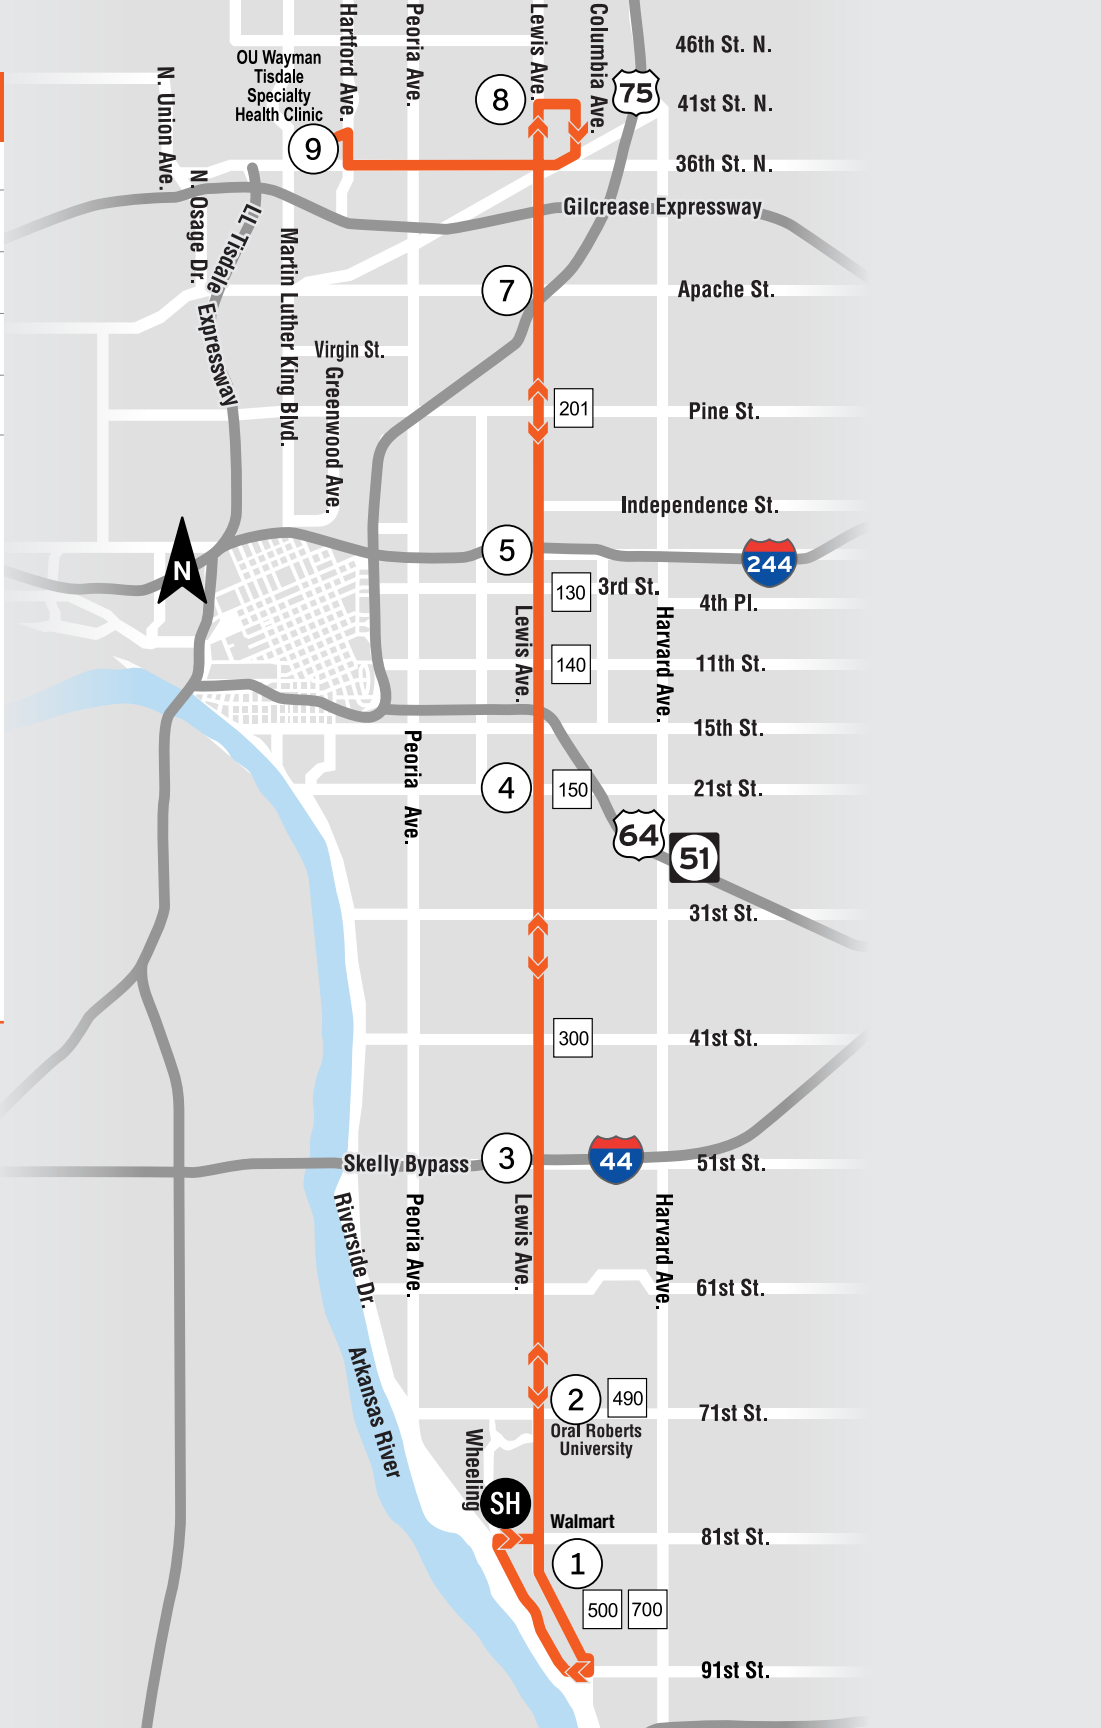 46th St. N.
Hartford Ave.
Peoria Ave.
Lewis Ave.
Columbia Ave.
OU Wayman
Tisdale
Specialty
Health Clinic
N. Union Ave.
75
8
41st St. N.
9
36th St. N.
N. Osage Dr.
Gilcrease Expressway
LL Tisdale Expressway
Martin Luther King Blvd.
7
Apache St.
Virgin St.
Greenwood Ave.
201
Pine St.
Independence St.
N
5
244
130
3rd St.
4th Pl.
Lewis Ave.
Harvard Ave.
140
11th St.
15th St.
Peoria Ave.
4
150
21st St.
64
51
31st St.
300
41st St.
Skelly Bypass
3
44
51st St.
Riverside Dr.
Peoria Ave.
Lewis Ave.
Harvard Ave.
61st St.
Arkansas River
2
490
71st St.
Oral Roberts
University
Wheeling
SH
Walmart
81st St.
1
500
700
91st St.